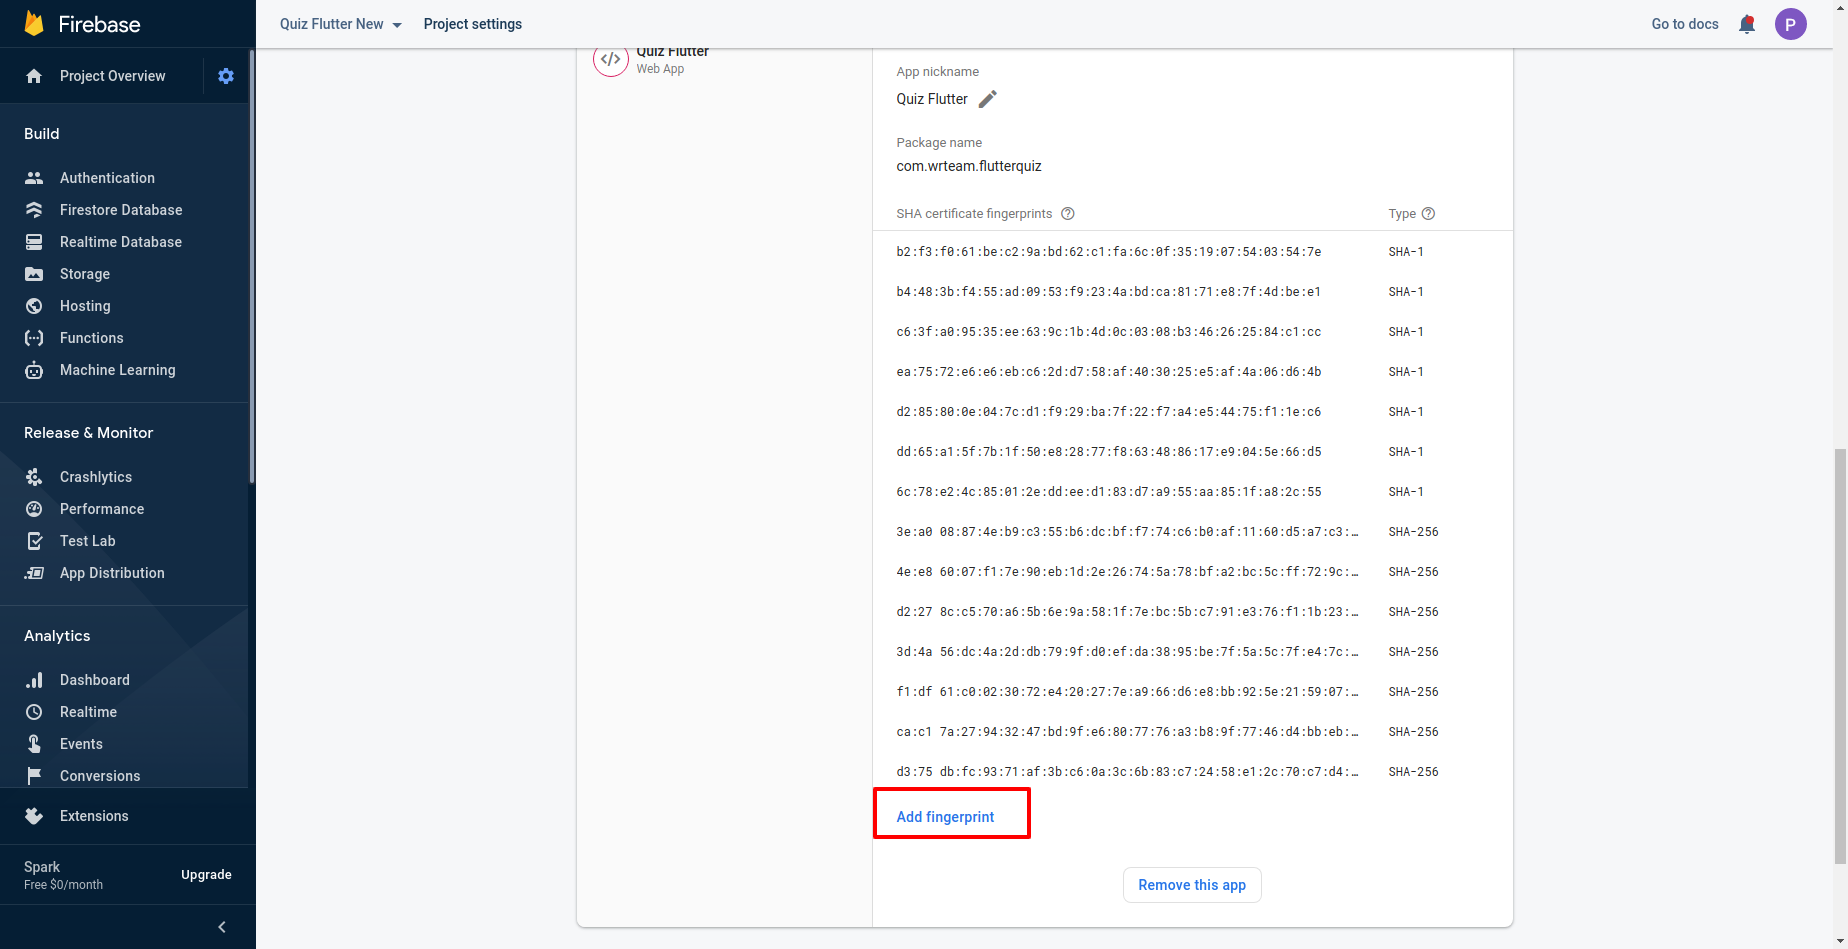 Firebase
Project Overview
Build
Authentication
Firestore Database
Realtime Database
Storage
Hosting
Functions
Machine Learning
Release & Monitor
Crashlytics
Performance
Test Lab
App Distribution
Analytics
Dashboard
Realtime
Events
Conversions
Extensions
Spark
Free $0/month
Upgrade
Quiz Flutter New
Project settings
Go to docs
P
Quiz Flutter
Web App
App nickname
Quiz Flutter
Package name
com.wrteam.flutterquiz
SHA certificate fingerprints Type
b2:f3:f0:61:be:c2:9a:bd:62:c1:fa:6c:0f:35:19:07:54:03:54:7e SHA-1
b4:48:3b:f4:55:ad:09:53:f9:23:4a:bd:ca:81:71:e8:7f:4d:be:e1 SHA-1
c6:3f:a0:95:35:ee:63:9c:1b:4d:0c:03:08:b3:46:26:25:84:c1:cc SHA-1
ea:75:72:e6:e6:eb:c6:2d:d7:58:af:40:30:25:e5:af:4a:06:d6:4b SHA-1
d2:85:80:0e:04:7c:d1:f9:29:ba:7f:22:f7:a4:e5:44:75:f1:1e:c6 SHA-1
dd:65:a1:5f:7b:1f:50:e8:28:77:f8:63:48:86:17:e9:04:5e:66:d5 SHA-1
6c:78:e2:4c:85:01:2e:dd:ee:d1:83:d7:a9:55:aa:85:1f:a8:2c:55 SHA-1
3e:a0 08:87:4e:b9:c3:55:b6:dc:bf:f7:74:c6:b0:af:11:60:d5:a7:c3:… SHA-256
4e:e8 60:07:f1:7e:90:eb:1d:2e:26:74:5a:78:bf:a2:bc:5c:ff:72:9c:… SHA-256
d2:27 8c:c5:70:a6:5b:6e:9a:58:1f:7e:bc:5b:c7:91:e3:76:f1:1b:23:… SHA-256
3d:4a 56:dc:4a:2d:db:79:9f:d0:ef:da:38:95:be:7f:5a:5c:7f:e4:7c:… SHA-256
f1:df 61:c0:02:30:72:e4:20:27:7e:a9:66:d6:e8:bb:92:5e:21:59:07:… SHA-256
ca:c1 7a:27:94:32:47:bd:9f:e6:80:77:76:a3:b8:9f:77:46:d4:bb:eb:… SHA-256
d3:75 db:fc:93:71:af:3b:c6:0a:3c:6b:83:c7:24:58:e1:2c:70:c7:d4:… SHA-256
Add fingerprint
Remove this app